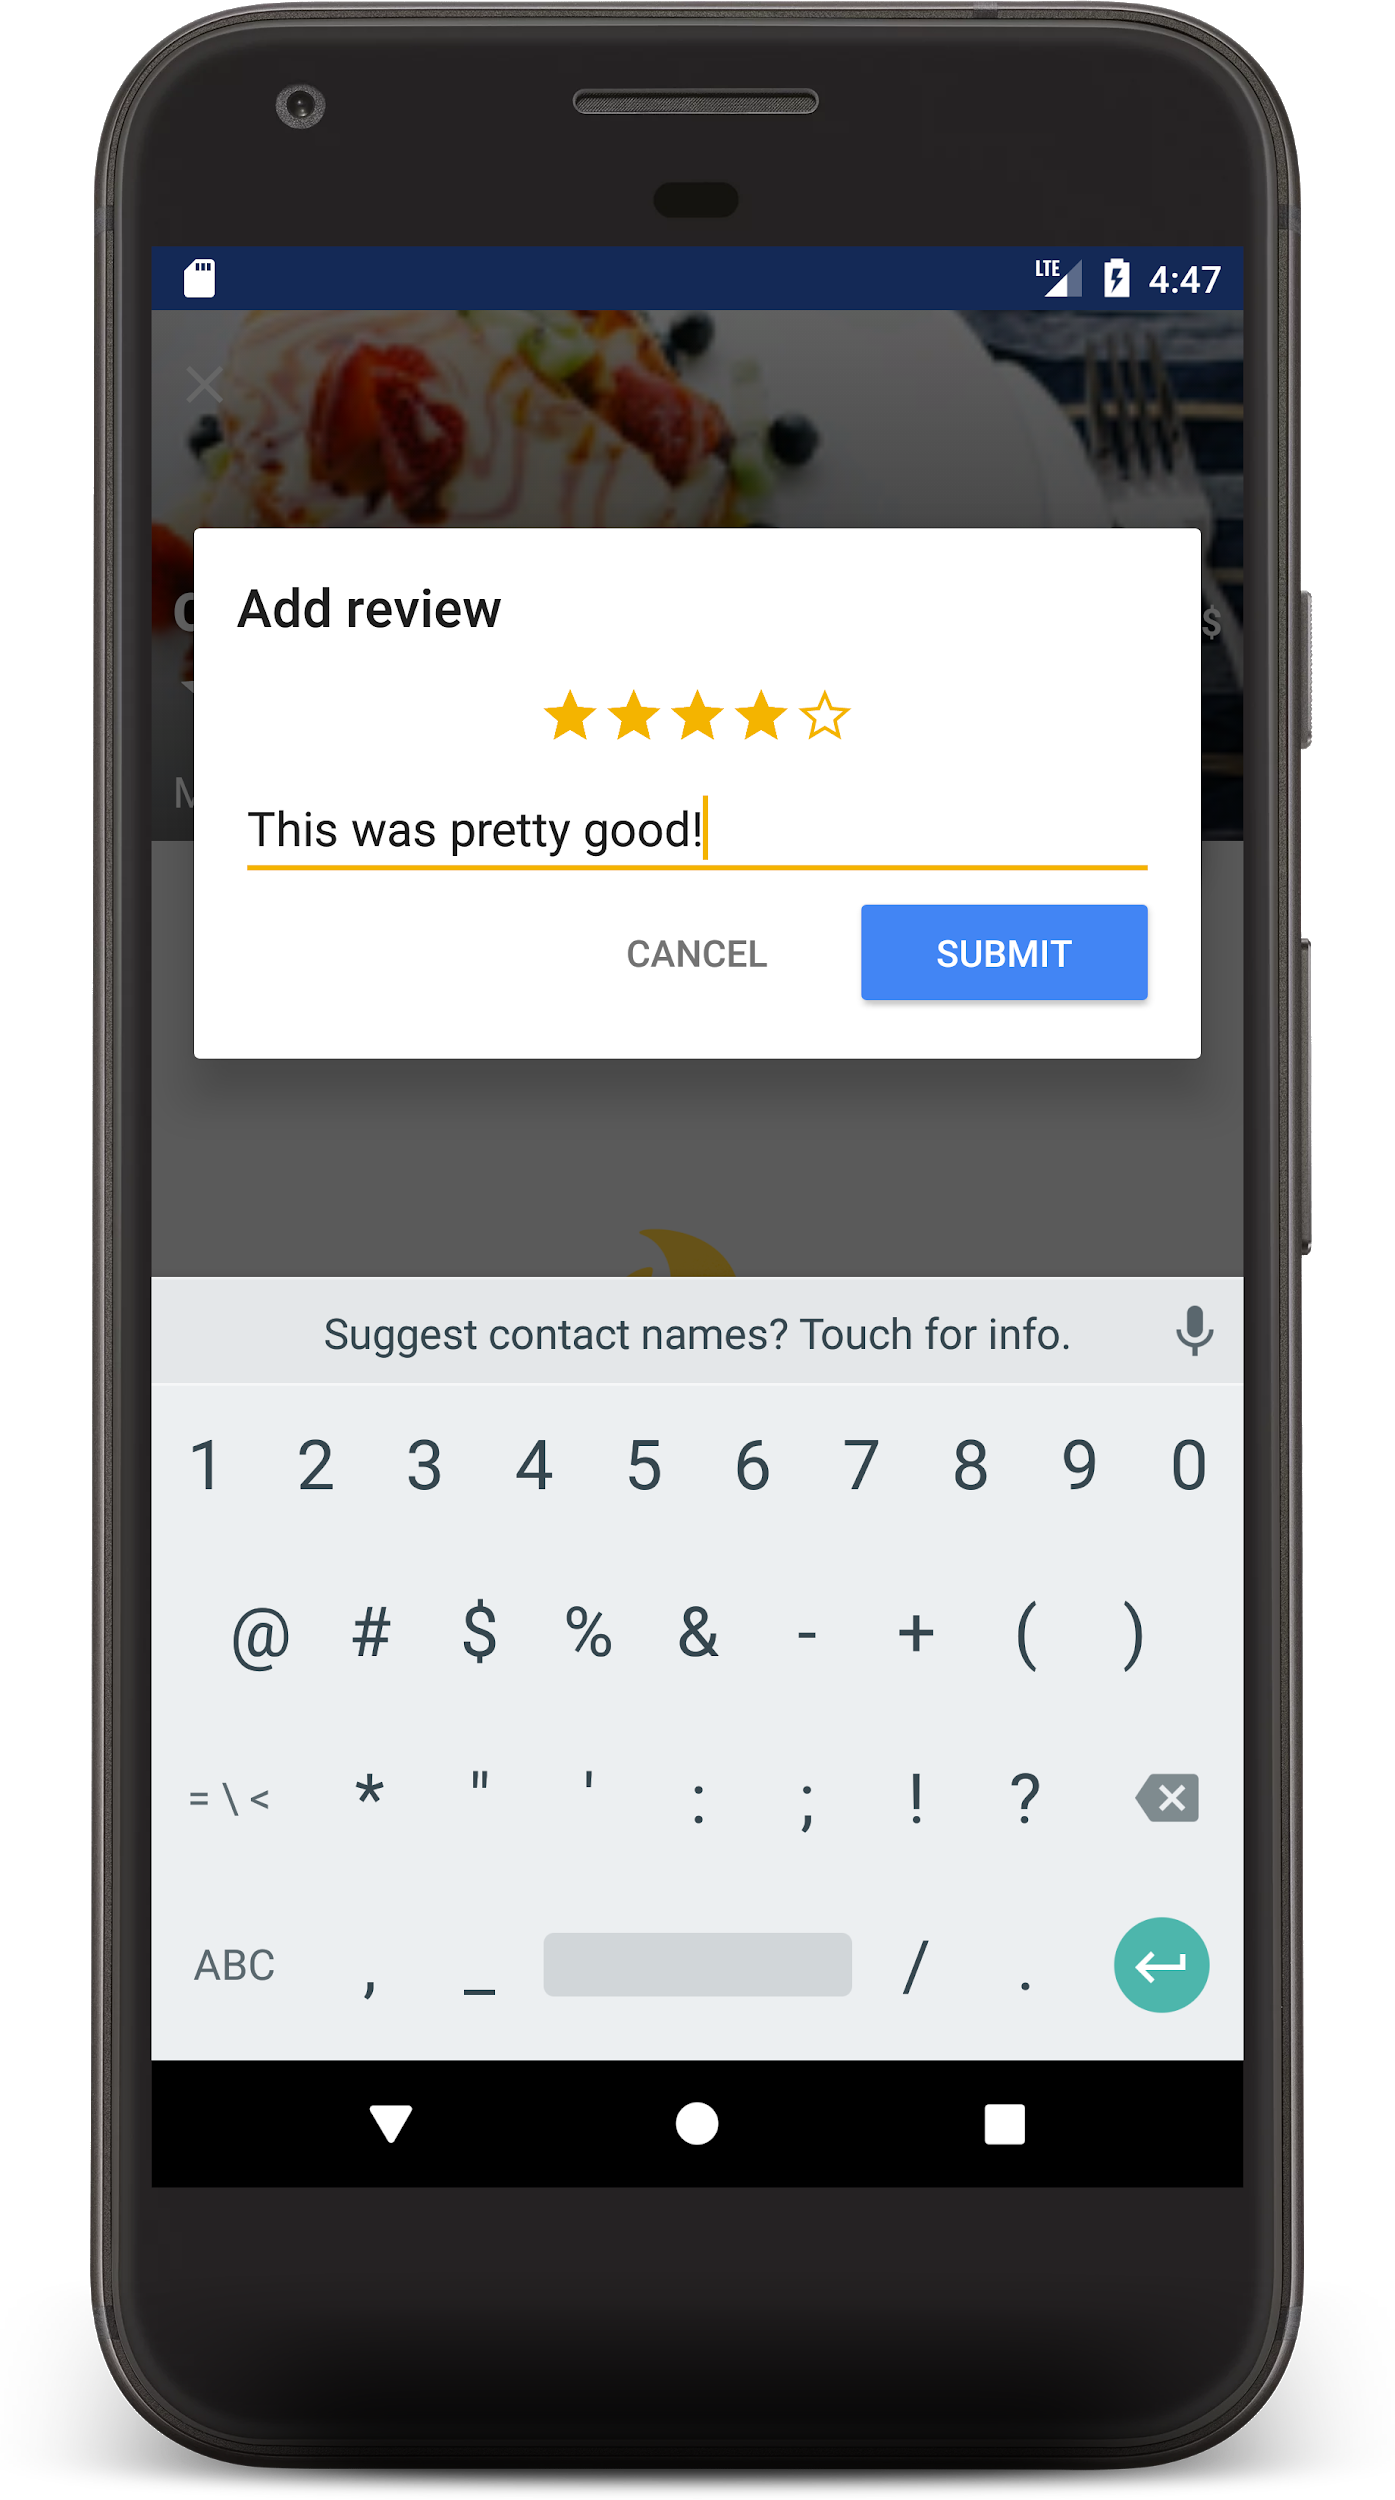 LTE 4:47
Add review
$
This was pretty good!
CANCEL SUBMIT
Suggest contact names? Touch for info.
1 2 3 4 5 6 7 8 9 0
@ # $ % & - + ( )
= \ < * " ' : ; ! ?
ABC , _ / .